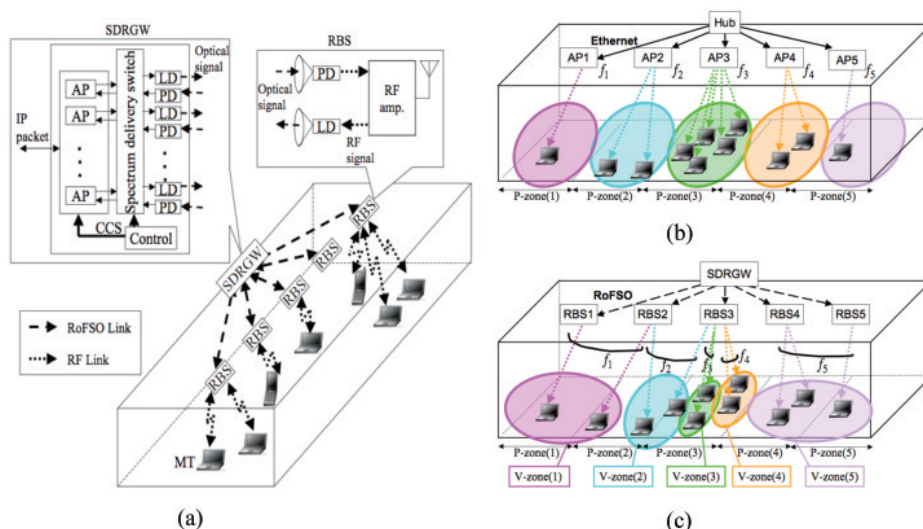 SDRGW
AP
AP
AP
IP
packet
Spectrum delivery switch
LD
PD
LD
PD
LD
PD
Optical
signal
CCS
Control
RBS
PD
Optical
signal
LD
RF
signal
RF
amp.
SDRGW
RBS
RBS
RBS
RBS
RBS
RoFSO Link
RF Link
MT
(a)
Hub
Ethernet
AP1
f1
AP2
f2
AP3
f3
AP4
f4
AP5
f5
P-zone(1)
P-zone(2)
P-zone(3)
P-zone(4)
P-zone(5)
(b)
SDRGW
RoFSO
RBS1
RBS2
RBS3
RBS4
RBS5
f1
f2
f3
f4
f5
P-zone(1)
P-zone(2)
P-zone(3)
P-zone(4)
P-zone(5)
V-zone(1)
V-zone(2)
V-zone(3)
V-zone(4)
V-zone(5)
(c)